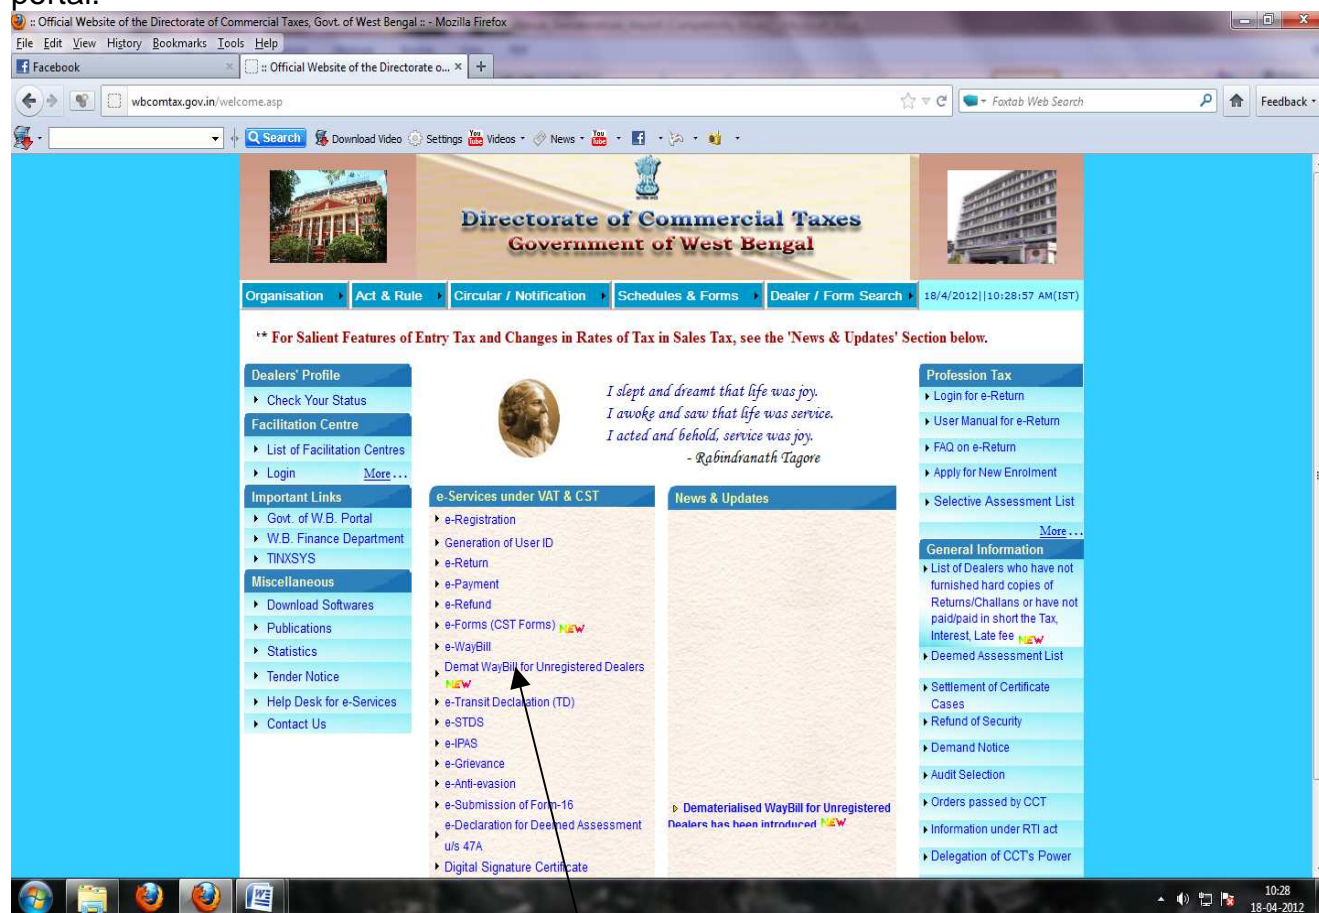 portal.
:: Official Website of the Directorate of Commercial Taxes, Govt. of West Bengal :: - Mozilla Firefox
File Edit View History Bookmarks Tools Help
Facebook
:: Official Website of the Directorate o...
wbcomtax.gov.in/welcome.asp
Foxtab Web Search
Feedback
Search Download Video Settings Videos News
Directorate of Commercial Taxes
Government of West Bengal
Organisation Act & Rule Circular / Notification Schedules & Forms Dealer / Form Search 18/4/2012||10:28:57 AM(IST)
** For Salient Features of Entry Tax and Changes in Rates of Tax in Sales Tax, see the 'News & Updates' Section below.
Dealers' Profile
Check Your Status
Facilitation Centre
List of Facilitation Centres
Login More...
Important Links
Govt. of W.B. Portal
W.B. Finance Department
TINXSYS
Miscellaneous
Download Softwares
Publications
Statistics
Tender Notice
Help Desk for e-Services
Contact Us
I slept and dreamt that life was joy.
I awoke and saw that life was service.
I acted and behold, service was joy.
- Rabindranath Tagore
e-Services under VAT & CST
e-Registration
Generation of User ID
e-Return
e-Payment
e-Refund
e-Forms (CST Forms) NEW
e-WayBill
Demat WayBill for Unregistered Dealers
NEW
e-Transit Declaration (TD)
e-STDS
e-IPAS
e-Grievance
e-Anti-evasion
e-Submission of Form-16
e-Declaration for Deemed Assessment
u/s 47A
Digital Signature Certificate
News & Updates
Dematerialised WayBill for Unregistered
Dealers has been introduced NEW
Profession Tax
Login for e-Return
User Manual for e-Return
FAQ on e-Return
Apply for New Enrolment
Selective Assessment List
More...
General Information
List of Dealers who have not
furnished hard copies of
Returns/Challans or have not
paid/paid in short the Tax,
Interest, Late fee NEW
Deemed Assessment List
Settlement of Certificate
Cases
Refund of Security
Demand Notice
Audit Selection
Orders passed by CCT
Information under RTI act
Delegation of CCT's Power
10:28
18-04-2012